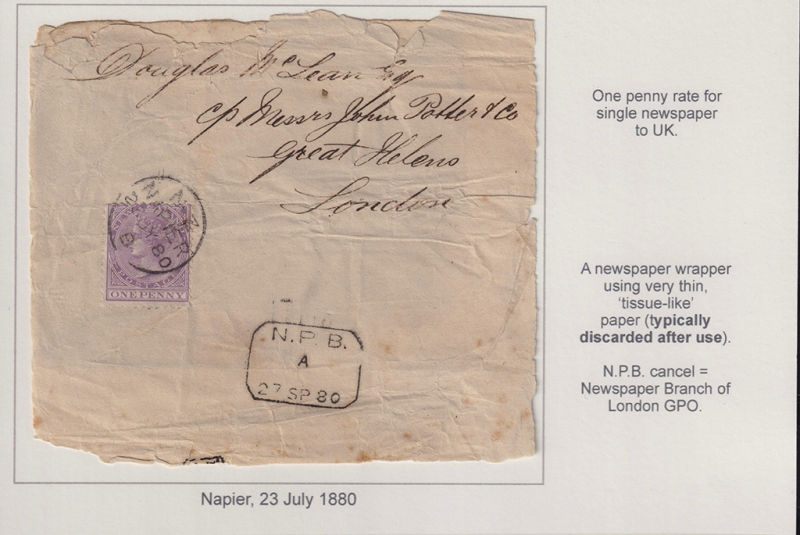 Douglas McLean Esq
c/o Messrs John Potter & Co
Great Helens
London
NAPIER
80
N.Z
B
POSTAGE
ONE PENNY
N.P.B.
A
27 SP 80
One penny rate for
single newspaper
to UK.
A newspaper wrapper
using very thin,
'tissue-like'
paper (typically
discarded after use).
N.P.B. cancel =
Newspaper Branch of
London GPO.
Napier, 23 July 1880